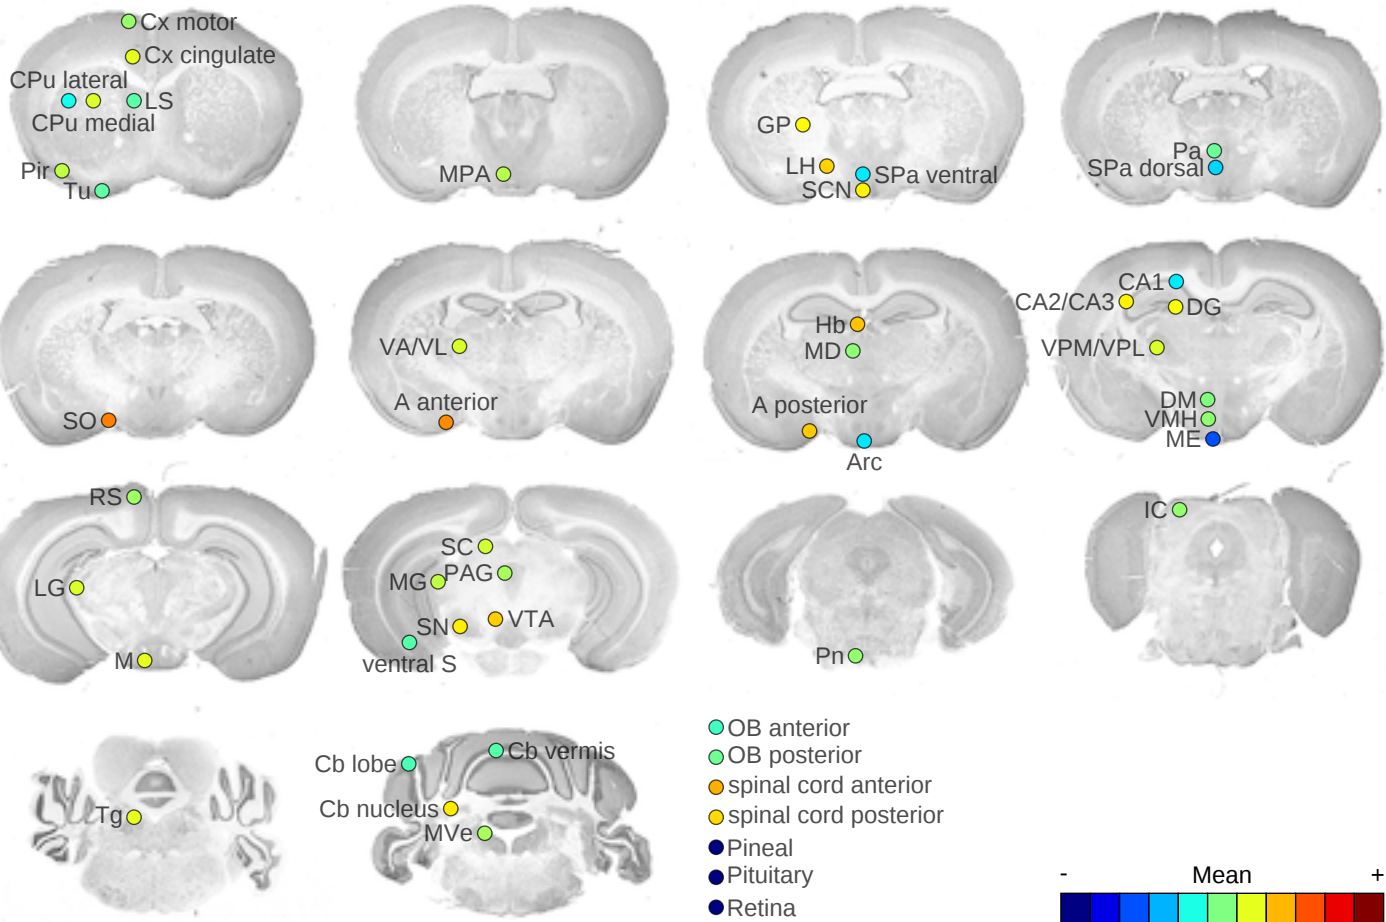 Cx motor
Cx cingulate
CPu lateral
LS
CPu medial
Pir
Tu
MPA
GP
LH
SPa ventral
SCN
Pa
SPa dorsal
SO
VA/VL
A anterior
Hb
MD
A posterior
Arc
CA1
CA2/CA3
DG
VPM/VPL
DM
VMH
ME
RS
LG
M
SC
MG
PAG
SN
VTA
ventral S
Pn
IC
Tg
Cb lobe
Cb vermis
Cb nucleus
MVe
OB anterior
OB posterior
spinal cord anterior
spinal cord posterior
Pineal
Pituitary
Retina
- Mean +